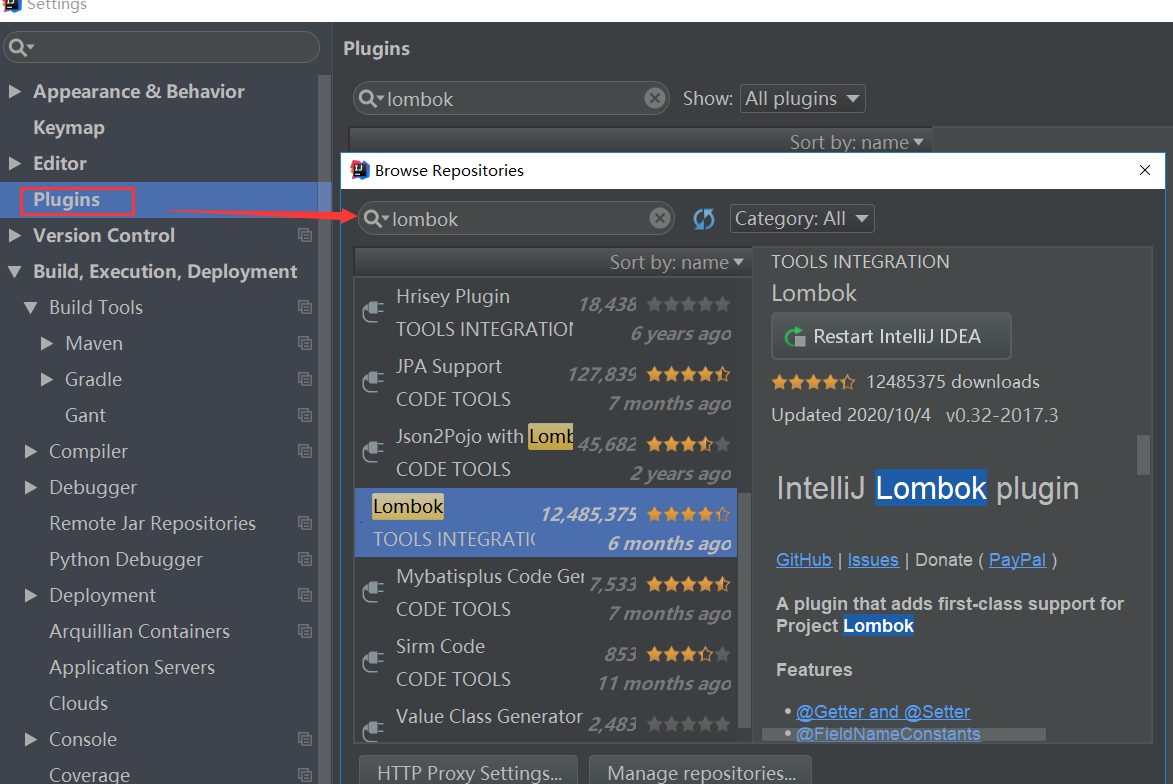 Settings
Appearance & Behavior
Keymap
Editor
Plugins
Version Control
Build, Execution, Deployment
Build Tools
Maven
Gradle
Gant
Compiler
Debugger
Remote Jar Repositories
Python Debugger
Deployment
Arquillian Containers
Application Servers
Clouds
Console
Coverage
Plugins
lombok
Show: All plugins
Sort by: name
Browse Repositories
lombok
Category: All
Sort by: name
Hrisey Plugin 18,438
TOOLS INTEGRATION 6 years ago
JPA Support 127,839
CODE TOOLS 7 months ago
Json2Pojo with Lomb 45,682
CODE TOOLS 2 years ago
Lombok 12,485,375
TOOLS INTEGRATIO 6 months ago
Mybatisplus Code Gen 7,533
CODE TOOLS 7 months ago
Sirm Code 853
CODE TOOLS 11 months ago
Value Class Generator 2,483
TOOLS INTEGRATION
Lombok
Restart IntelliJ IDEA
12485375 downloads
Updated 2020/10/4 v0.32-2017.3
IntelliJ Lombok plugin
GitHub | Issues | Donate ( PayPal )
A plugin that adds first-class support for
Project Lombok
Features
• @Getter and @Setter
• @FieldNameConstants
HTTP Proxy Settings...
Manage repositories...